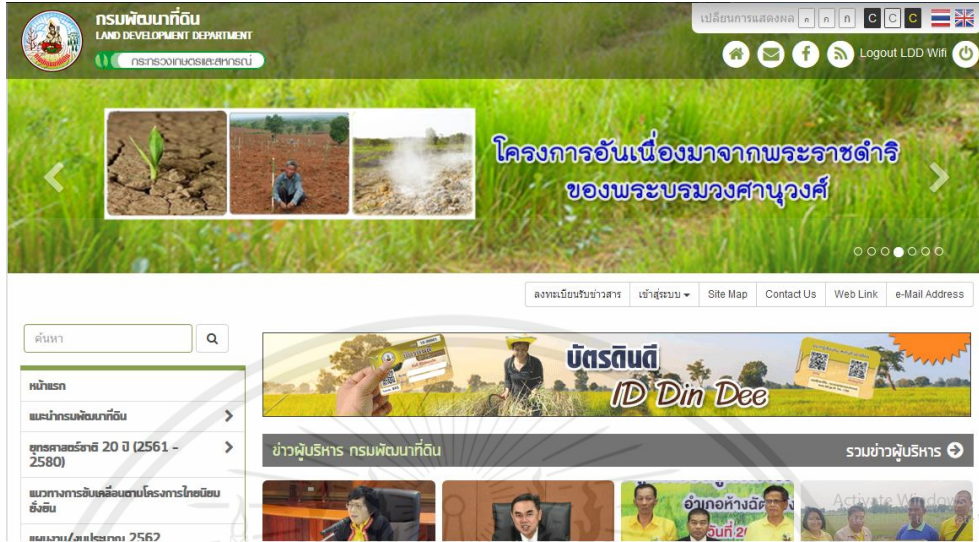 กรมพัฒนาที่ดิน
LAND DEVELOPMENT DEPARTMENT
กระทรวงเกษตรและสหกรณ์
เปลี่ยนการแสดงผล ก ก ก C C C
Logout LDD Wifi
โครงการอันเนื่องมาจากพระราชดำริ
ของพระบรมวงศานุวงศ์
ลงทะเบียนรับข่าวสาร เข้าสู่ระบบ Site Map Contact Us Web Link e-Mail Address
ค้นหา
บัตรดินดี
ID Din Dee
หน้าแรก
แนะนำกรมพัฒนาที่ดิน
ยุทธศาสตร์ชาติ 20 ปี (2561 -
2580)
แนวทางการขับเคลื่อนตามโครงการไทยนิยม
ยั่งยืน
แผนงาน/งบประมาณ 2562
ข่าวผู้บริหาร กรมพัฒนาที่ดิน
รวมข่าวผู้บริหาร
อำเภอห้างฉัตร
วันที่
Activate Windows